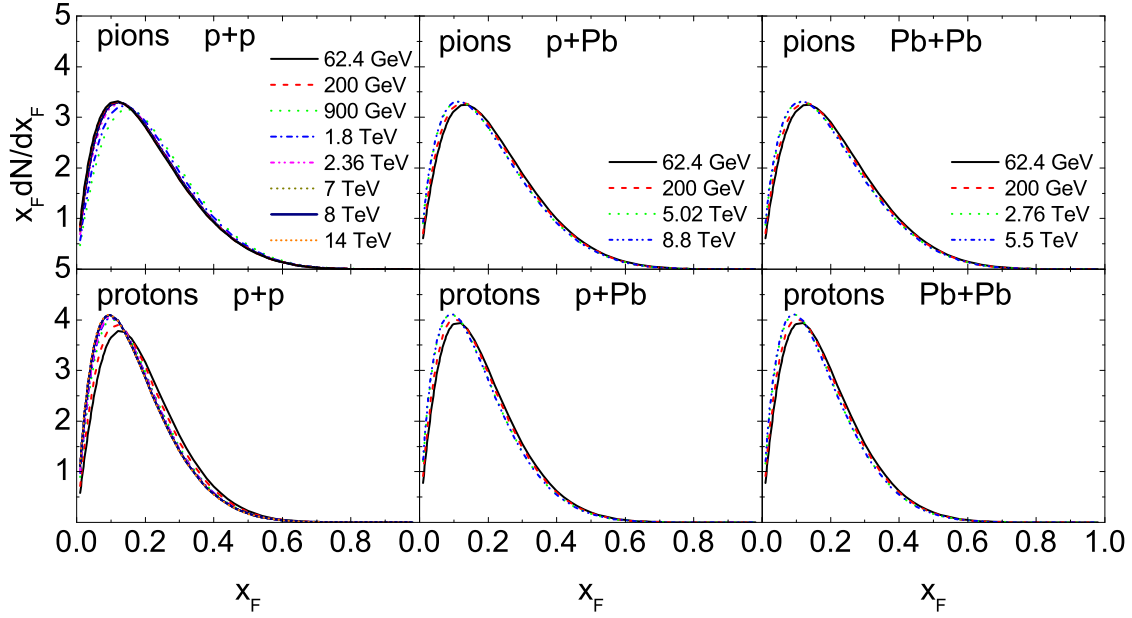 x_F dN/dx_F
5
4
3
2
1
5
4
3
2
1
pions p+p
62.4 GeV
200 GeV
900 GeV
1.8 TeV
2.36 TeV
7 TeV
8 TeV
14 TeV
pions p+Pb
62.4 GeV
200 GeV
5.02 TeV
8.8 TeV
pions Pb+Pb
62.4 GeV
200 GeV
2.76 TeV
5.5 TeV
protons p+p
protons p+Pb
protons Pb+Pb
0.0 0.2 0.4 0.6 0.8 0.0 0.2 0.4 0.6 0.8 0.0 0.2 0.4 0.6 0.8 1.0
x_F x_F x_F